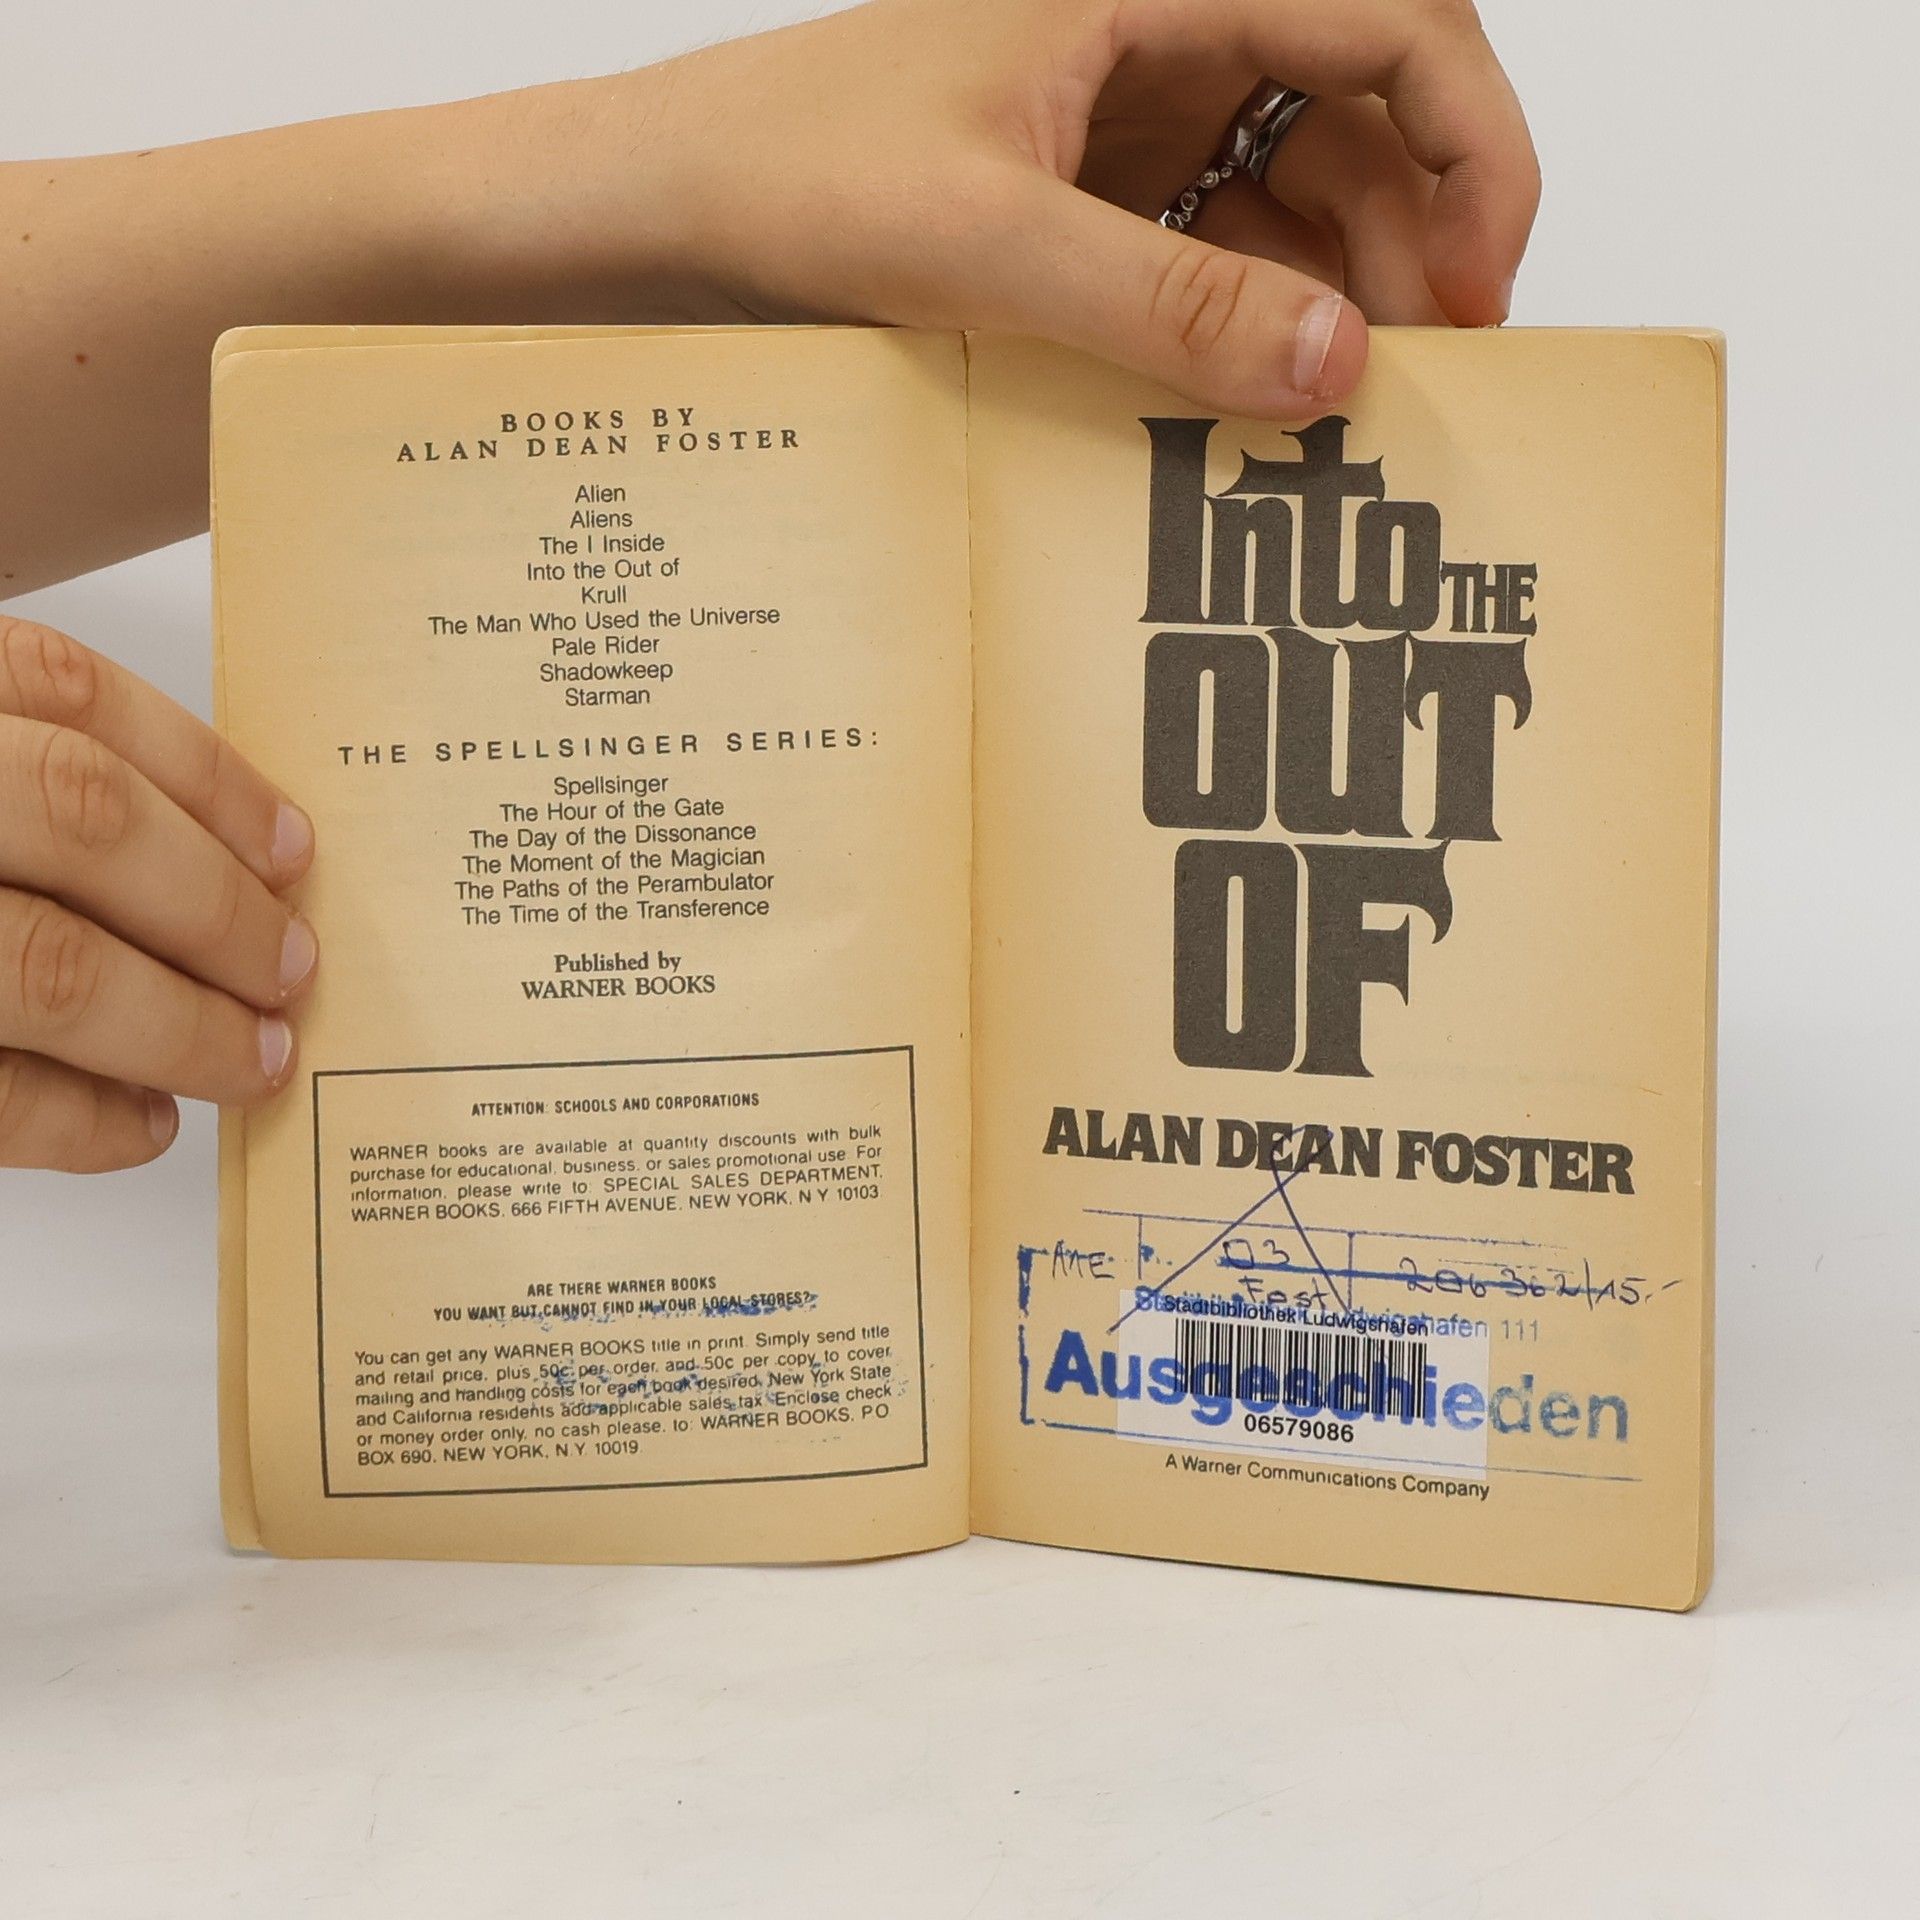 BOOKS BY
ALAN DEAN FOSTER
Alien
Aliens
The I Inside
Into the Out of
Krull
The Man Who Used the Universe
Pale Rider
Shadowkeep
Starman
THE SPELLSINGER SERIES:
Spellsinger
The Hour of the Gate
The Day of the Dissonance
The Moment of the Magician
The Paths of the Perambulator
The Time of the Transference
Published by
WARNER BOOKS
ATTENTION: SCHOOLS AND CORPORATIONS
WARNER books are available at quantity discounts with bulk
purchase for educational, business, or sales promotional use. For
information, please write to: SPECIAL SALES DEPARTMENT,
WARNER BOOKS, 666 FIFTH AVENUE, NEW YORK, N Y 10103.
ARE THERE WARNER BOOKS
YOU WANT BUT CANNOT FIND IN YOUR LOCAL STORES?
You can get any WARNER BOOKS title in print. Simply send title
and retail price, plus 50c per order and 50c per copy to cover
mailing and handling costs for each book desired. New York State
and California residents add applicable sales tax. Enclose check
or money order only, no cash please, to: WARNER BOOKS, P O
BOX 690, NEW YORK, N.Y. 10019.
Into THE
OUT
OF
ALAN DEAN FOSTER
03
Fost
206 362/15.-
Stadtbibliothek Ludwigshafen 111
Stadtbibliothek Ludwigshafen
Ausgeschieden
06579086
A Warner Communications Company